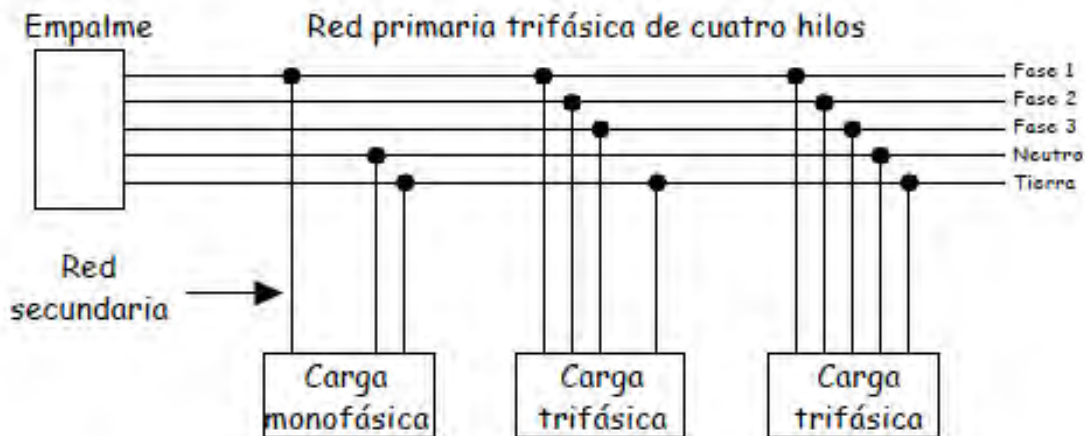 Empalme
Red primaria trifásica de cuatro hilos
Fase 1
Fase 2
Fase 3
Neutro
Tierra
Red
secundaria
Carga
monofásica
Carga
trifásica
Carga
trifásica